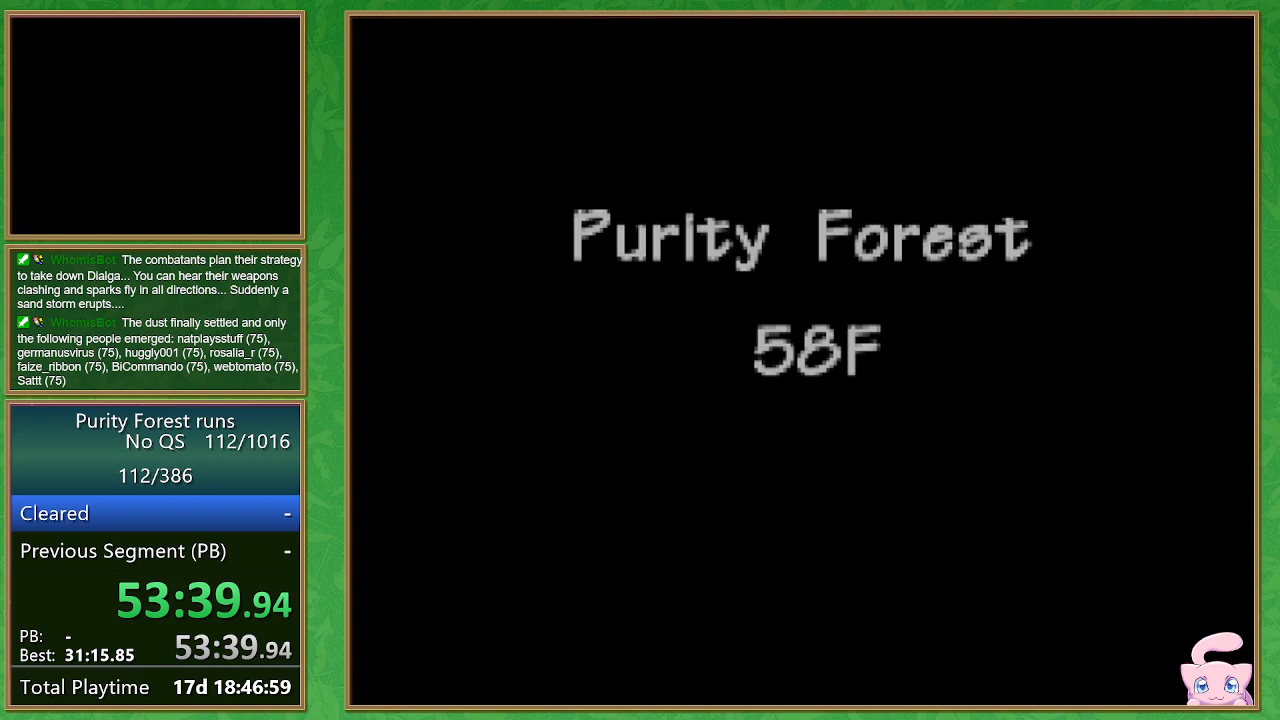 WhomisBot The combatants plan their strategy
to take down Dialga... You can hear their weapons
clashing and sparks fly in all directions... Suddenly a
sand storm erupts....
WhomisBot The dust finally settled and only
the following people emerged: natplaysstuff (75),
germanusvirus (75), huggly001 (75), rosalia_r (75),
faize_ribbon (75), BiCommando (75), webtomato (75),
Sattt (75)
Purity Forest runs
No QS 112/1016
112/386
Cleared -
Previous Segment (PB) -
53:39.94
PB: -
Best: 31:15.85
53:39.94
Total Playtime 17d 18:46:59
Purity Forest
58F